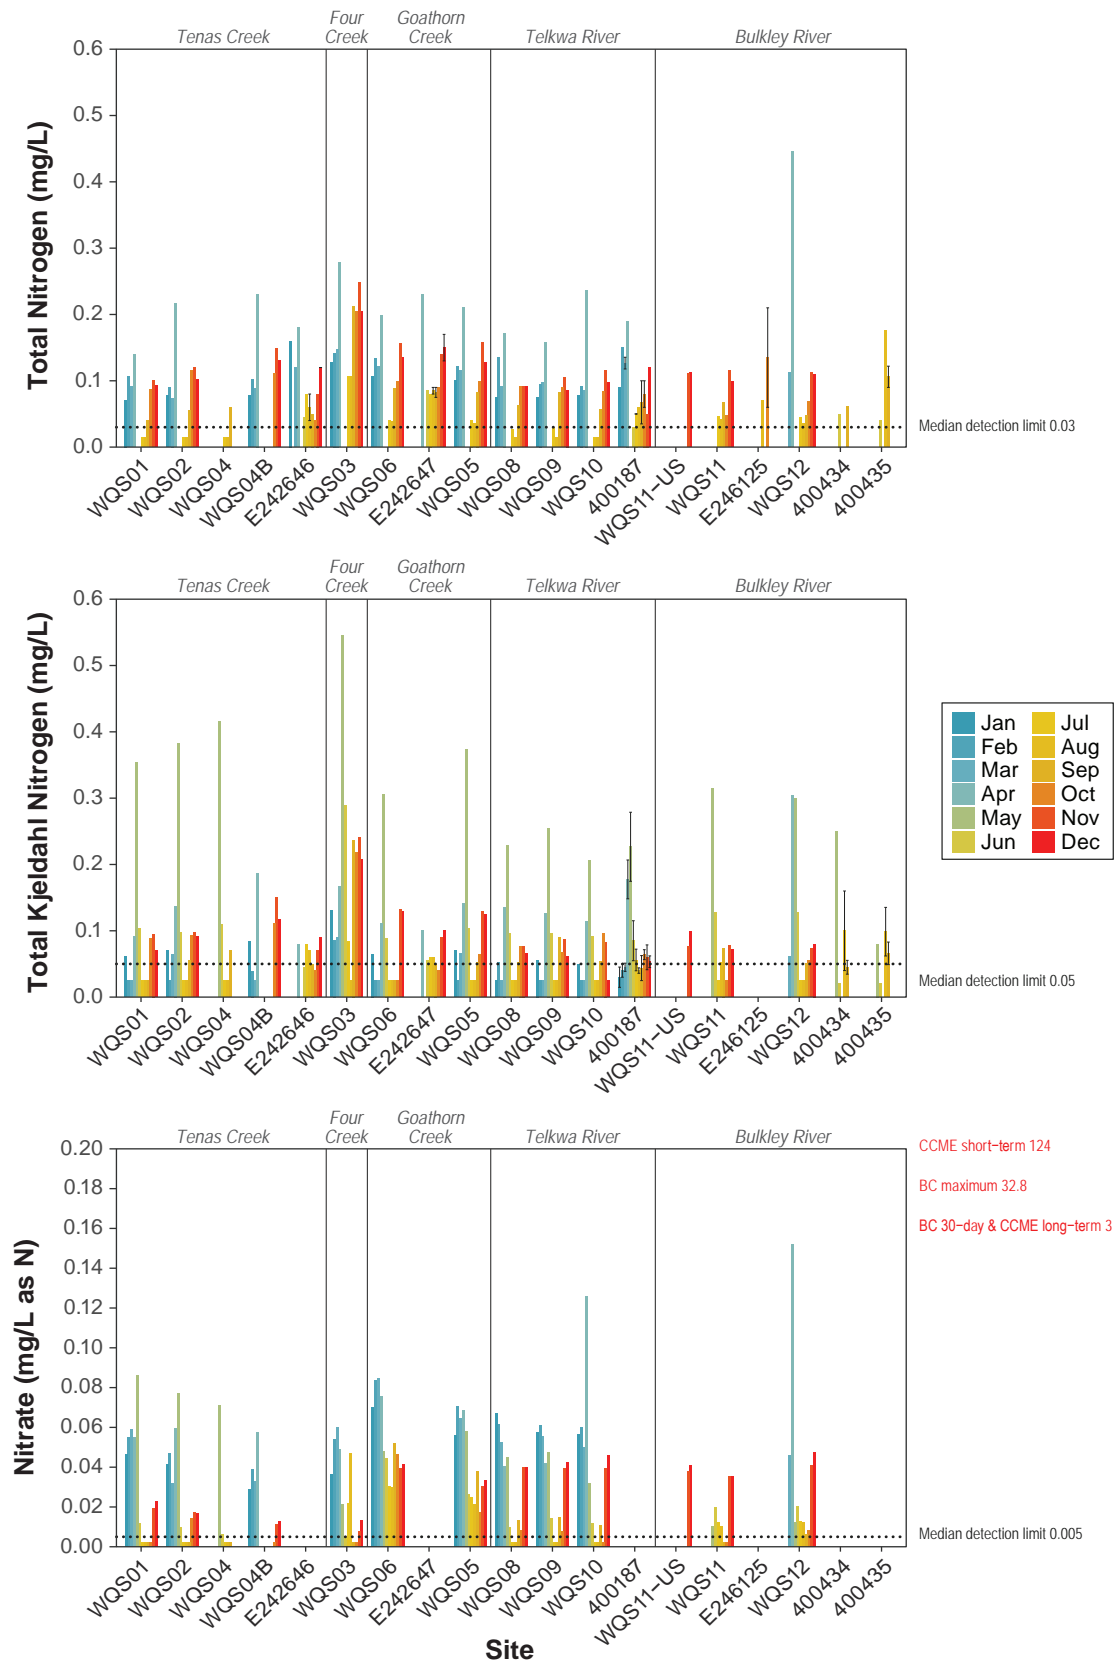 Tenas Creek
Four
Creek
Goathorn
Creek
Telkwa River
Bulkley River
Total Nitrogen (mg/L)
0.6
0.5
0.4
0.3
0.2
0.1
0.0
Median detection limit 0.03
WQS01
WQS02
WQS04
WQS04B
E242646
WQS03
WQS06
E242647
WQS05
WQS08
WQS09
WQS10
400187
WQS11−US
WQS11
E246125
WQS12
400434
400435
Tenas Creek
Four
Creek
Goathorn
Creek
Telkwa River
Bulkley River
Total Kjeldahl Nitrogen (mg/L)
0.6
0.5
0.4
0.3
0.2
0.1
0.0
Median detection limit 0.05
WQS01
WQS02
WQS04
WQS04B
E242646
WQS03
WQS06
E242647
WQS05
WQS08
WQS09
WQS10
400187
WQS11−US
WQS11
E246125
WQS12
400434
400435
Jan
Feb
Mar
Apr
May
Jun
Jul
Aug
Sep
Oct
Nov
Dec
Tenas Creek
Four
Creek
Goathorn
Creek
Telkwa River
Bulkley River
Nitrate (mg/L as N)
0.20
0.18
0.16
0.14
0.12
0.10
0.08
0.06
0.04
0.02
0.00
CCME short−term 124
BC maximum 32.8
BC 30−day & CCME long−term 3
Median detection limit 0.005
WQS01
WQS02
WQS04
WQS04B
E242646
WQS03
WQS06
E242647
WQS05
WQS08
WQS09
WQS10
400187
WQS11−US
WQS11
E246125
WQS12
400434
400435
Site